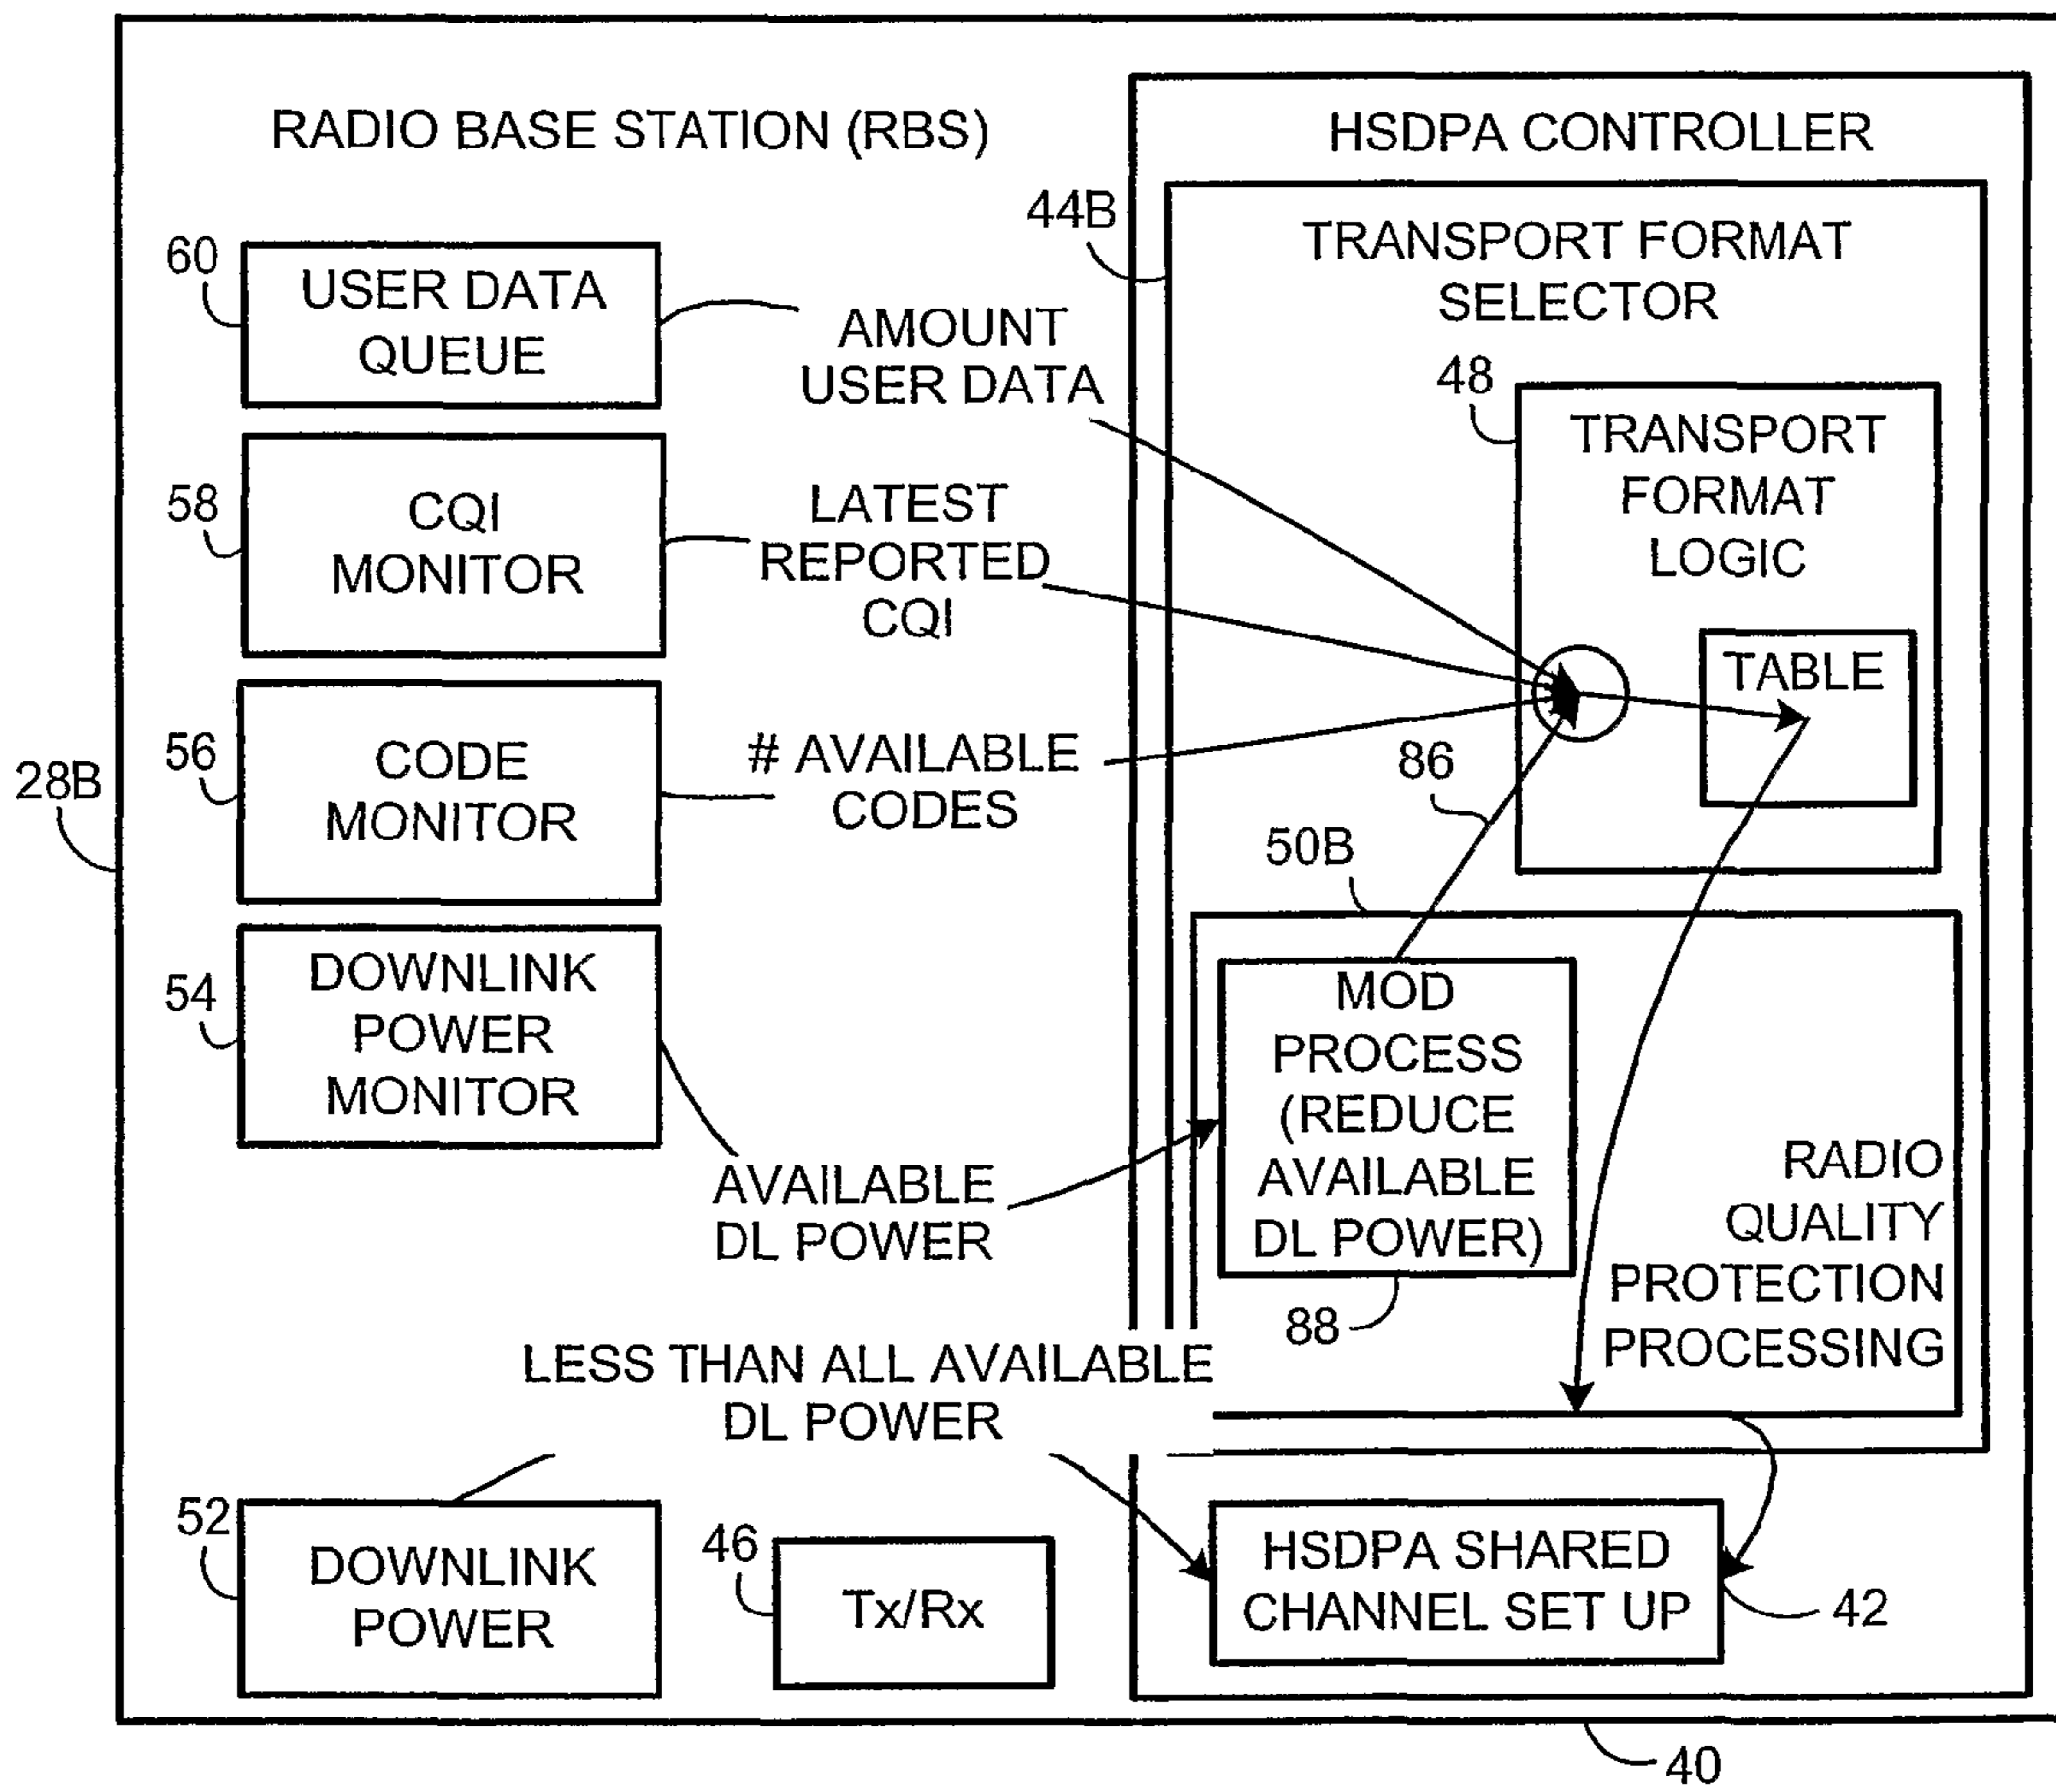 RADIO BASE STATION (RBS)
HSDPA CONTROLLER
44B
TRANSPORT FORMAT
SELECTOR
60
USER DATA
QUEUE
AMOUNT
USER DATA
48
TRANSPORT
FORMAT
LOGIC
TABLE
58
CQI
MONITOR
LATEST
REPORTED
CQI
56
CODE
MONITOR
# AVAILABLE
CODES
28B
86
50B
54
DOWNLINK
POWER
MONITOR
AVAILABLE
DL POWER
MOD
PROCESS
(REDUCE
AVAILABLE
DL POWER)
88
RADIO
QUALITY
PROTECTION
PROCESSING
LESS THAN ALL AVAILABLE
DL POWER
52
DOWNLINK
POWER
46
Tx/Rx
HSDPA SHARED
CHANNEL SET UP
42
40